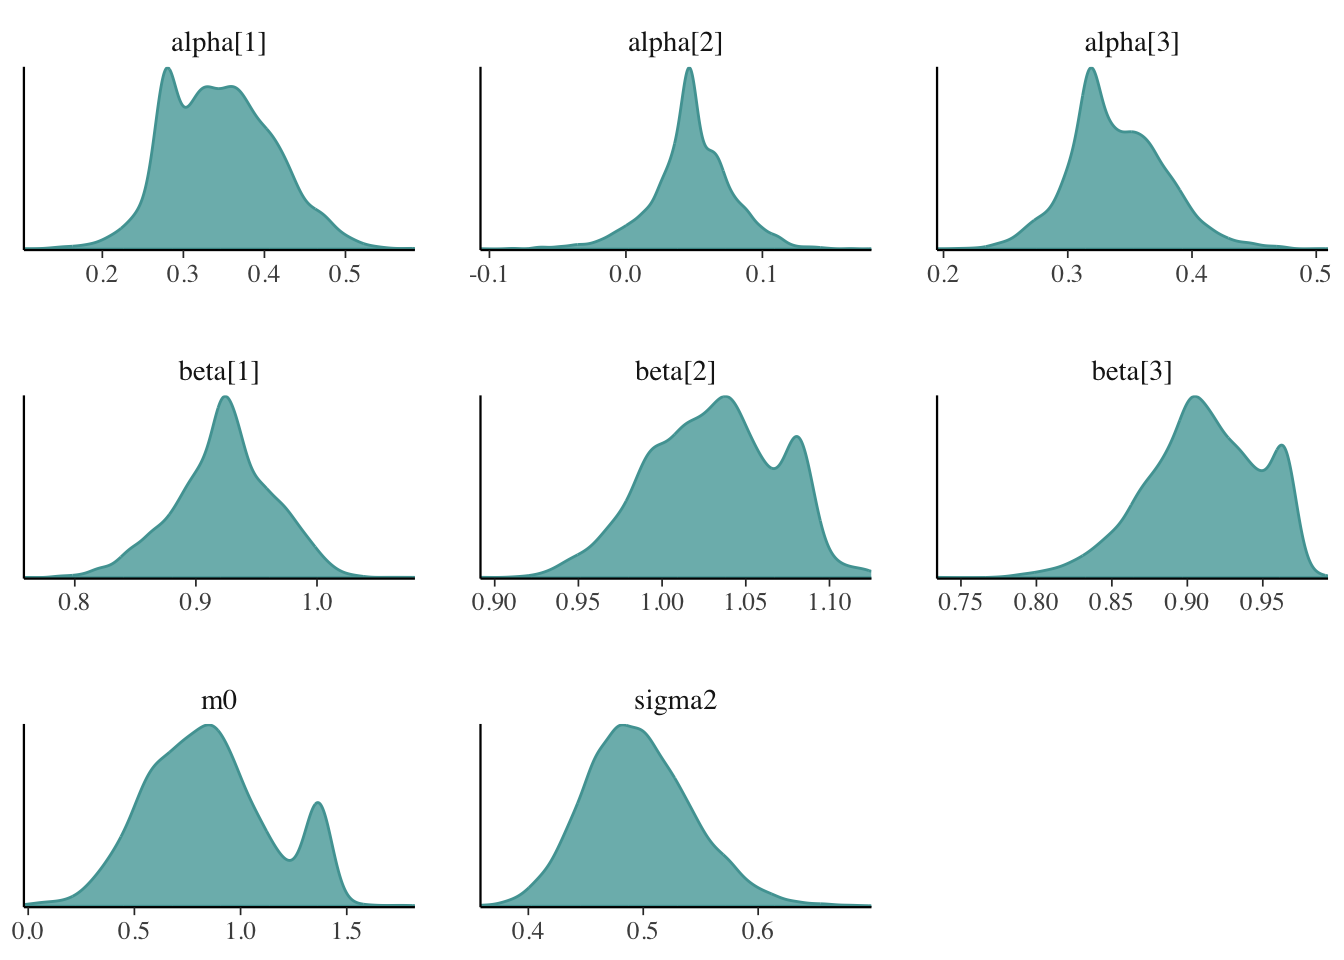 alpha[1] alpha[2] alpha[3]
0.2 0.3 0.4 0.5 -0.1 0.0 0.1 0.2 0.3 0.4 0.5
beta[1] beta[2] beta[3]
0.8 0.9 1.0 0.90 0.95 1.00 1.05 1.10 0.75 0.80 0.85 0.90 0.95
m0 sigma2
0.0 0.5 1.0 1.5 0.4 0.5 0.6